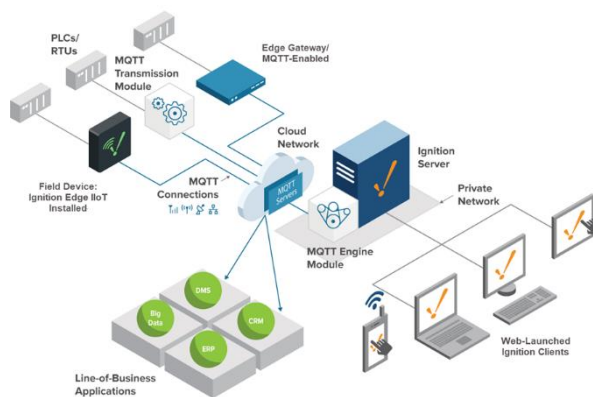 PLCs/
RTUs
MQTT
Transmission
Module
Edge Gateway/
MQTT-Enabled
Cloud
Network
Ignition
Server
Field Device:
Ignition Edge IIoT
Installed
MQTT
Connections
MQTT
Servers
Private
Network
MQTT Engine
Module
DMS
Big
Data
CRM
ERP
Line-of-Business
Applications
Web-Launched
Ignition Clients